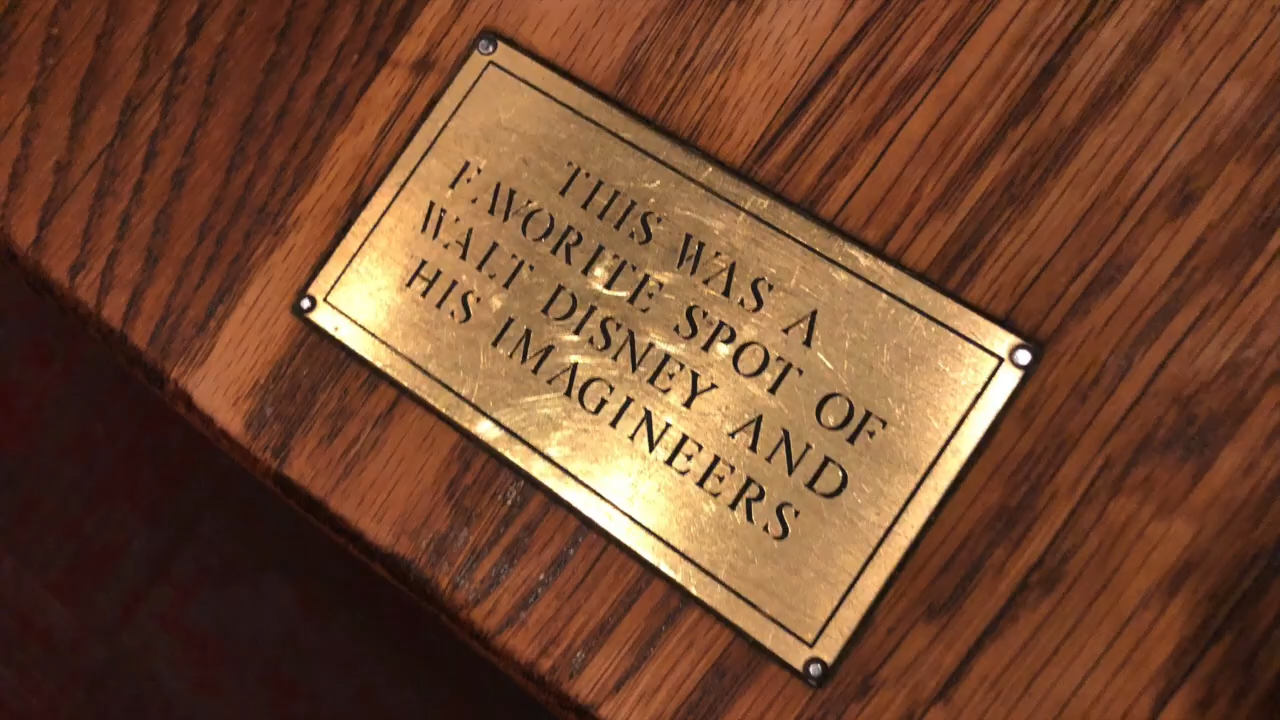 THIS WAS A
FAVORITE SPOT OF
WALT DISNEY AND
HIS IMAGINEERS